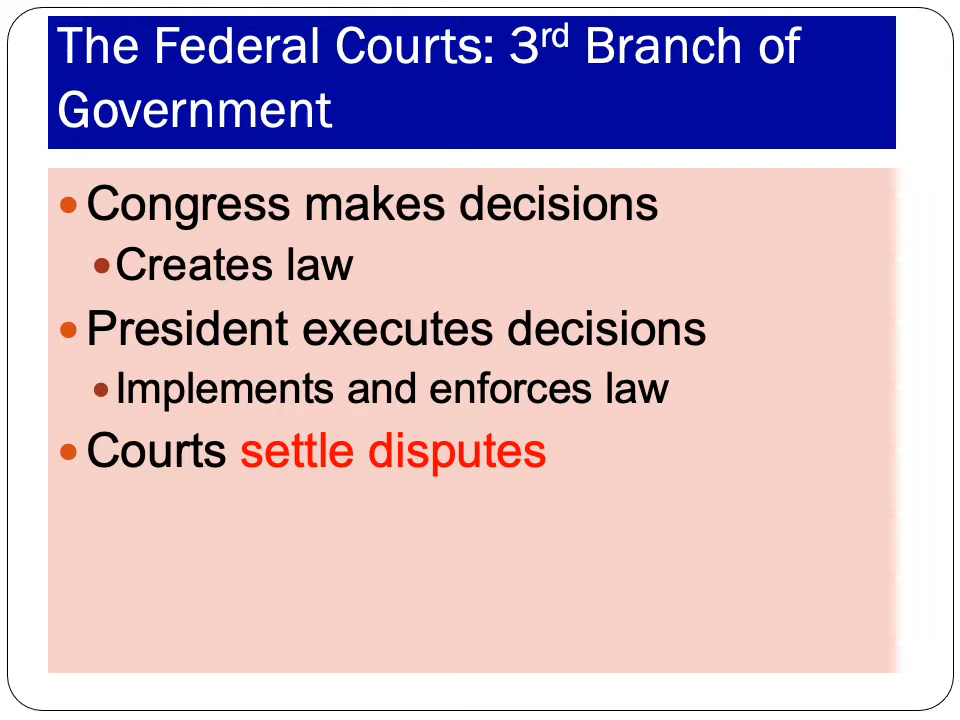 The Federal Courts: 3rd Branch of
Government
• Congress makes decisions
• Creates law
• President executes decisions
• Implements and enforces law
• Courts settle disputes